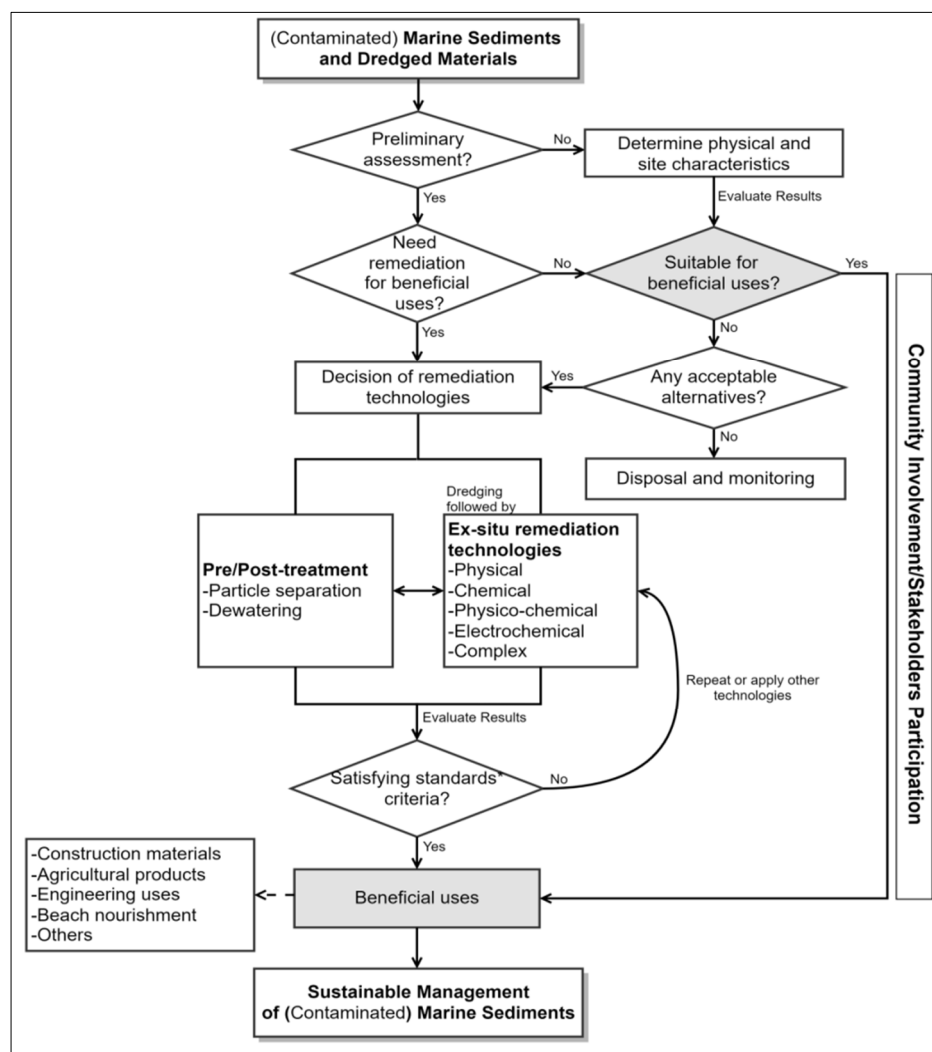 (Contaminated) Marine Sediments
and Dredged Materials
Preliminary
assessment?
No
Determine physical and
site characteristics
Yes
Evaluate Results
Need
remediation
for beneficial
uses?
No
Suitable for
beneficial uses?
Yes
Yes
No
Decision of remediation
technologies
Yes
Any acceptable
alternatives?
No
Disposal and monitoring
Dredging
followed by
Pre/Post-treatment
-Particle separation
-Dewatering
Ex-situ remediation
technologies
-Physical
-Chemical
-Physico-chemical
-Electrochemical
-Complex
Repeat or apply other
technologies
Evaluate Results
Satisfying standards*
criteria?
No
Yes
-Construction materials
-Agricultural products
-Engineering uses
-Beach nourishment
-Others
Beneficial uses
Sustainable Management
of (Contaminated) Marine Sediments
Community Involvement/Stakeholders Participation